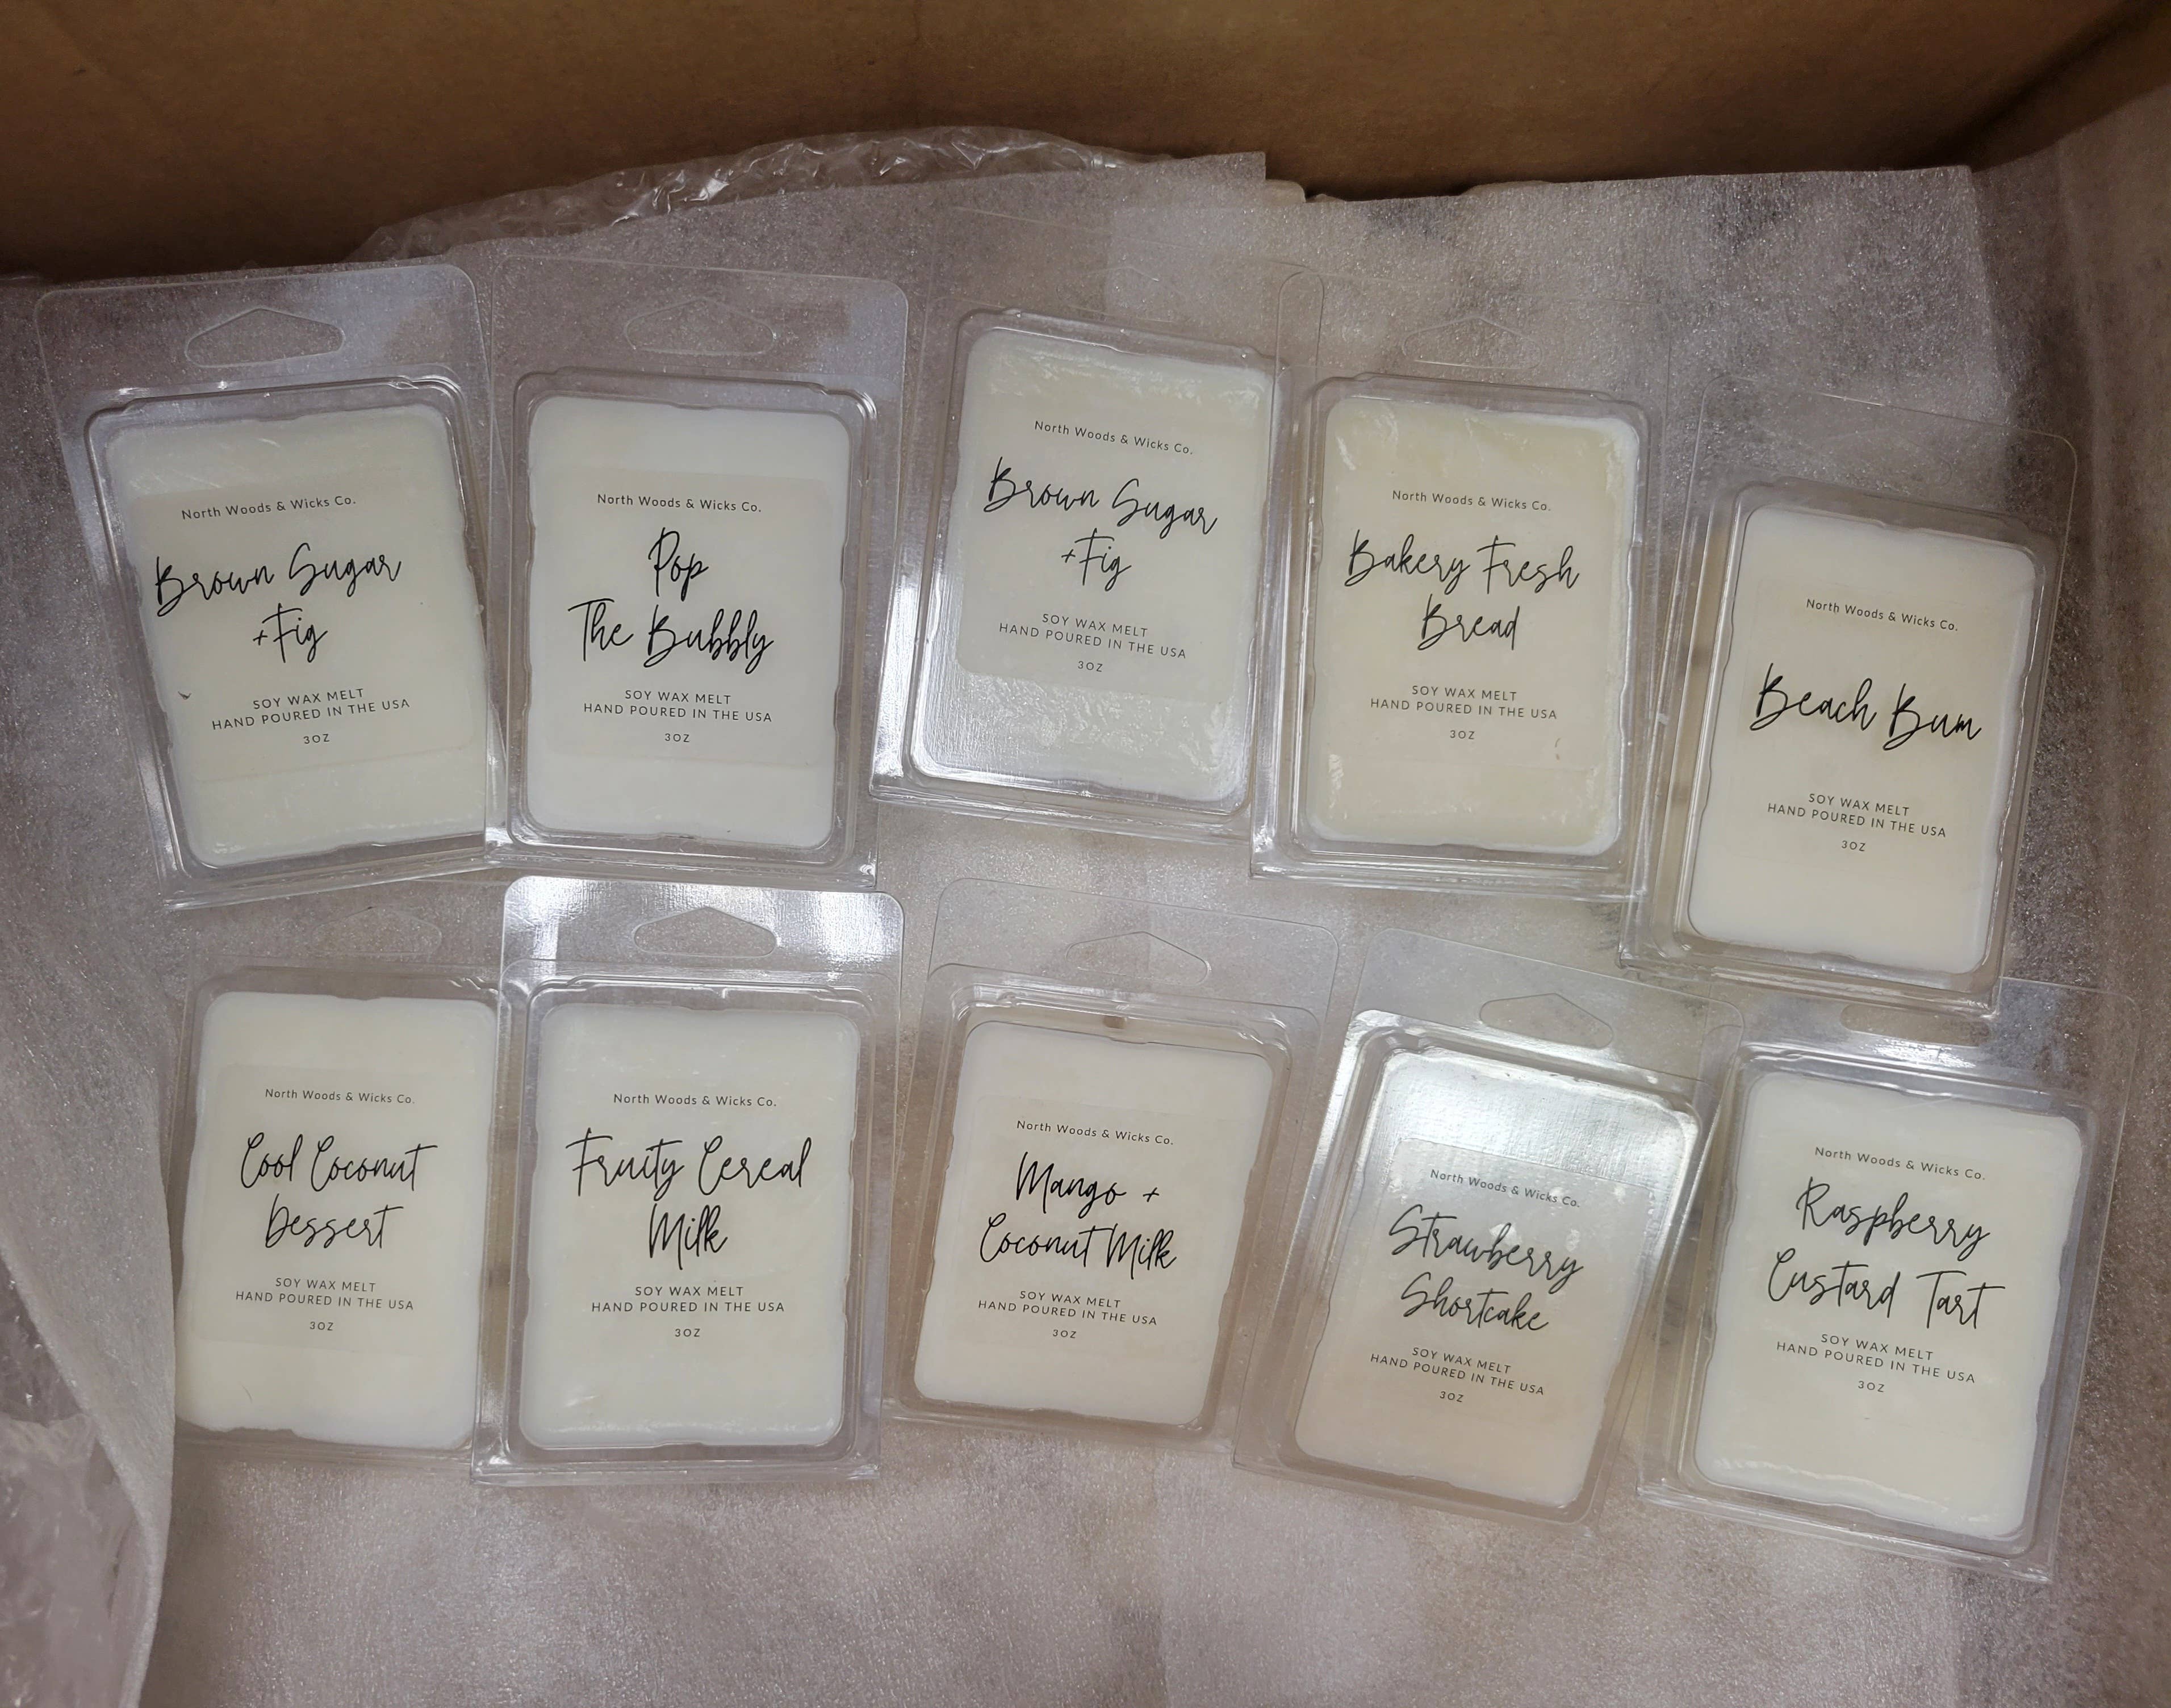 North Woods & Wicks Co.
Brown Sugar
+Fig
SOY WAX MELT
HAND POURED IN THE USA
3OZ
North Woods & Wicks Co.
Pop
The Bubbly
SOY WAX MELT
HAND POURED IN THE USA
3OZ
North Woods & Wicks Co.
Brown Sugar
+Fig
SOY WAX MELT
HAND POURED IN THE USA
3OZ
North Woods & Wicks Co.
Bakery Fresh
Bread
SOY WAX MELT
HAND POURED IN THE USA
3OZ
North Woods & Wicks Co.
Beach Bum
SOY WAX MELT
HAND POURED IN THE USA
3OZ
North Woods & Wicks Co.
Cool Coconut
Dessert
SOY WAX MELT
HAND POURED IN THE USA
3OZ
North Woods & Wicks Co.
Fruity Cereal
Milk
SOY WAX MELT
HAND POURED IN THE USA
3OZ
North Woods & Wicks Co.
Mango +
Coconut Milk
SOY WAX MELT
HAND POURED IN THE USA
3OZ
North Woods & Wicks Co.
Strawberry
Shortcake
SOY WAX MELT
HAND POURED IN THE USA
3OZ
North Woods & Wicks Co.
Raspberry
Custard Tart
SOY WAX MELT
HAND POURED IN THE USA
3OZ